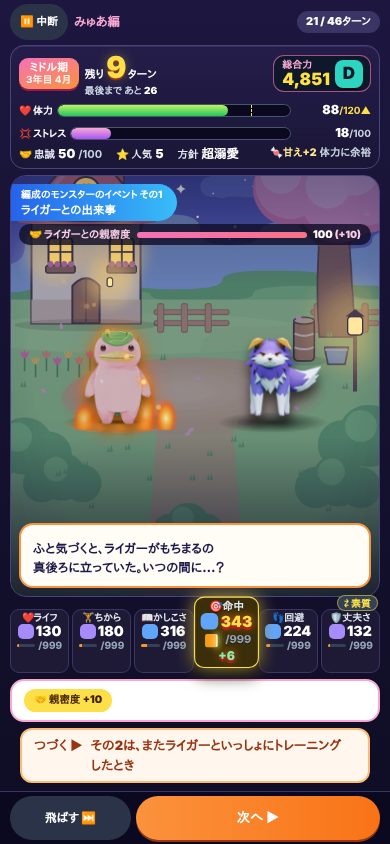 ⏸ 中断
みゅあ編
21 / 46ターン
ミドル期
3年目 4月
残り9ターン
最後まで あと 26
総合力
4,851 D
❤️体力 88/120▲
💢ストレス 18/100
🤝 忠誠 50 /100 ⭐ 人気 5 方針 超溺愛 🍬甘え+2 体力に余裕
編成のモンスターのイベント その1
ライガーとの出来事
🤝 ライガーとの親密度 100 (+10)
ふと気づくと、ライガーがもちまるの
真後ろに立っていた。いつの間に…？
⚡素質
❤️ライフ
130
/999
🏋ちから
180
/999
📖かしこさ
316
/999
🎯命中
343
/999
+6
👣回避
224
/999
🛡丈夫さ
132
/999
🤝 親密度 +10
つづく ▶ その2は、またライガーといっしょにトレーニング
したとき
飛ばす ⏭
次へ ▶